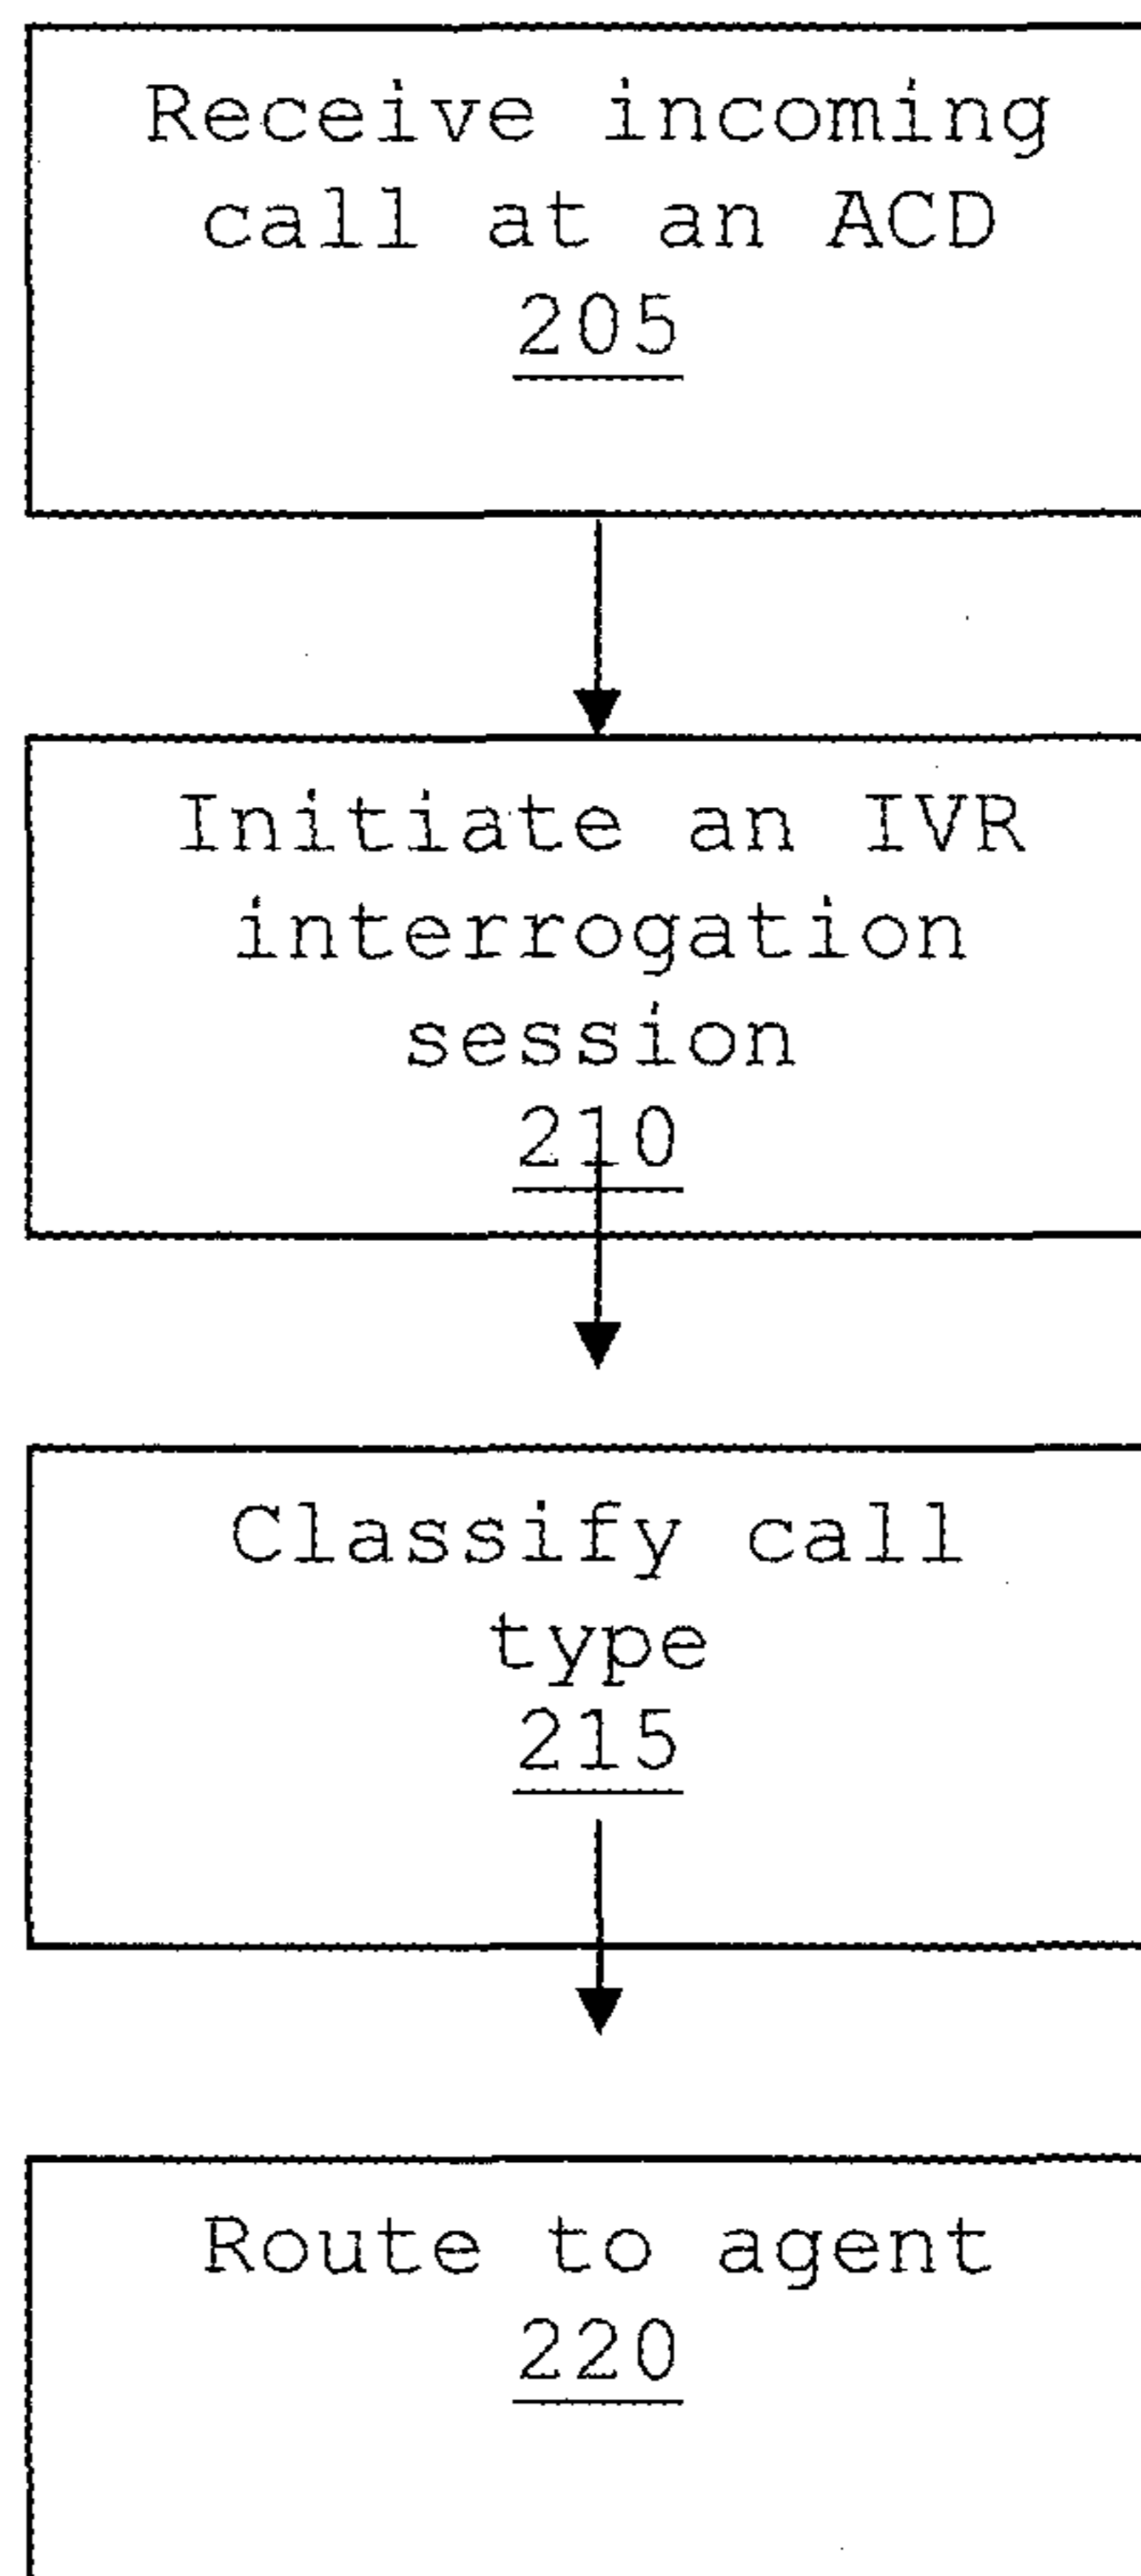 Receive incoming
call at an ACD
205
Initiate an IVR
interrogation
session
210
Classify call
type
215
Route to agent
220